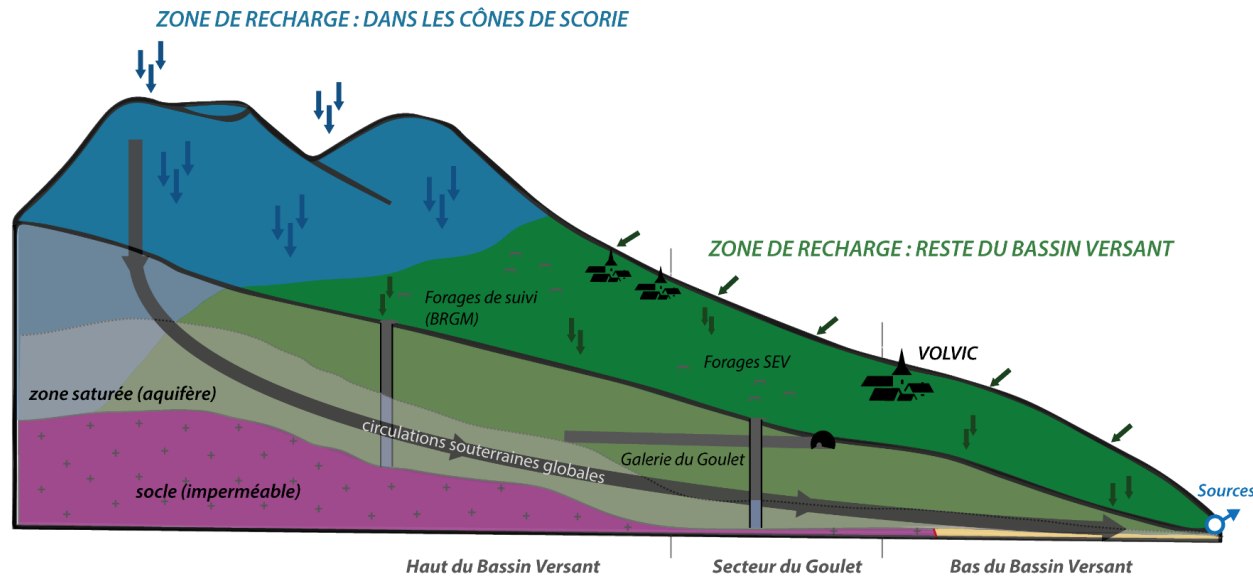 ZONE DE RECHARGE : DANS LES CÔNES DE SCORIE
ZONE DE RECHARGE : RESTE DU BASSIN VERSANT
Forages de suivi
(BRGM)
Forages SEV
VOLVIC
zone saturée (aquifère)
circulations souterraines globales
Galerie du Goulet
socle (imperméable)
Sources
Haut du Bassin Versant
Secteur du Goulet
Bas du Bassin Versant